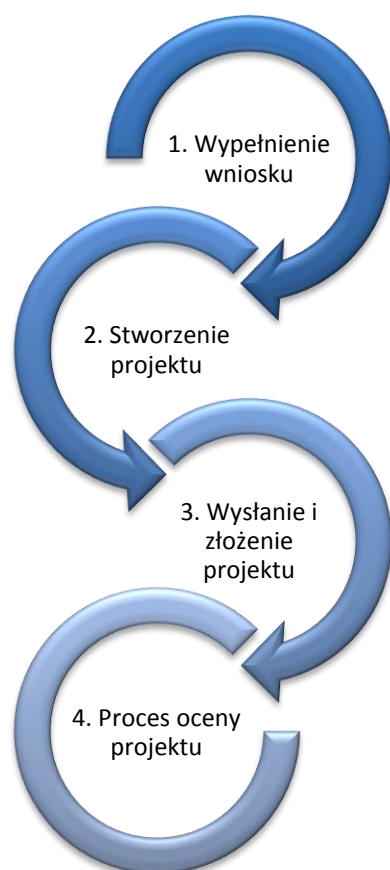 1. Wypełnienie
wniosku
2. Stworzenie
projektu
3. Wysłanie i
złożenie
projektu
4. Proces oceny
projektu